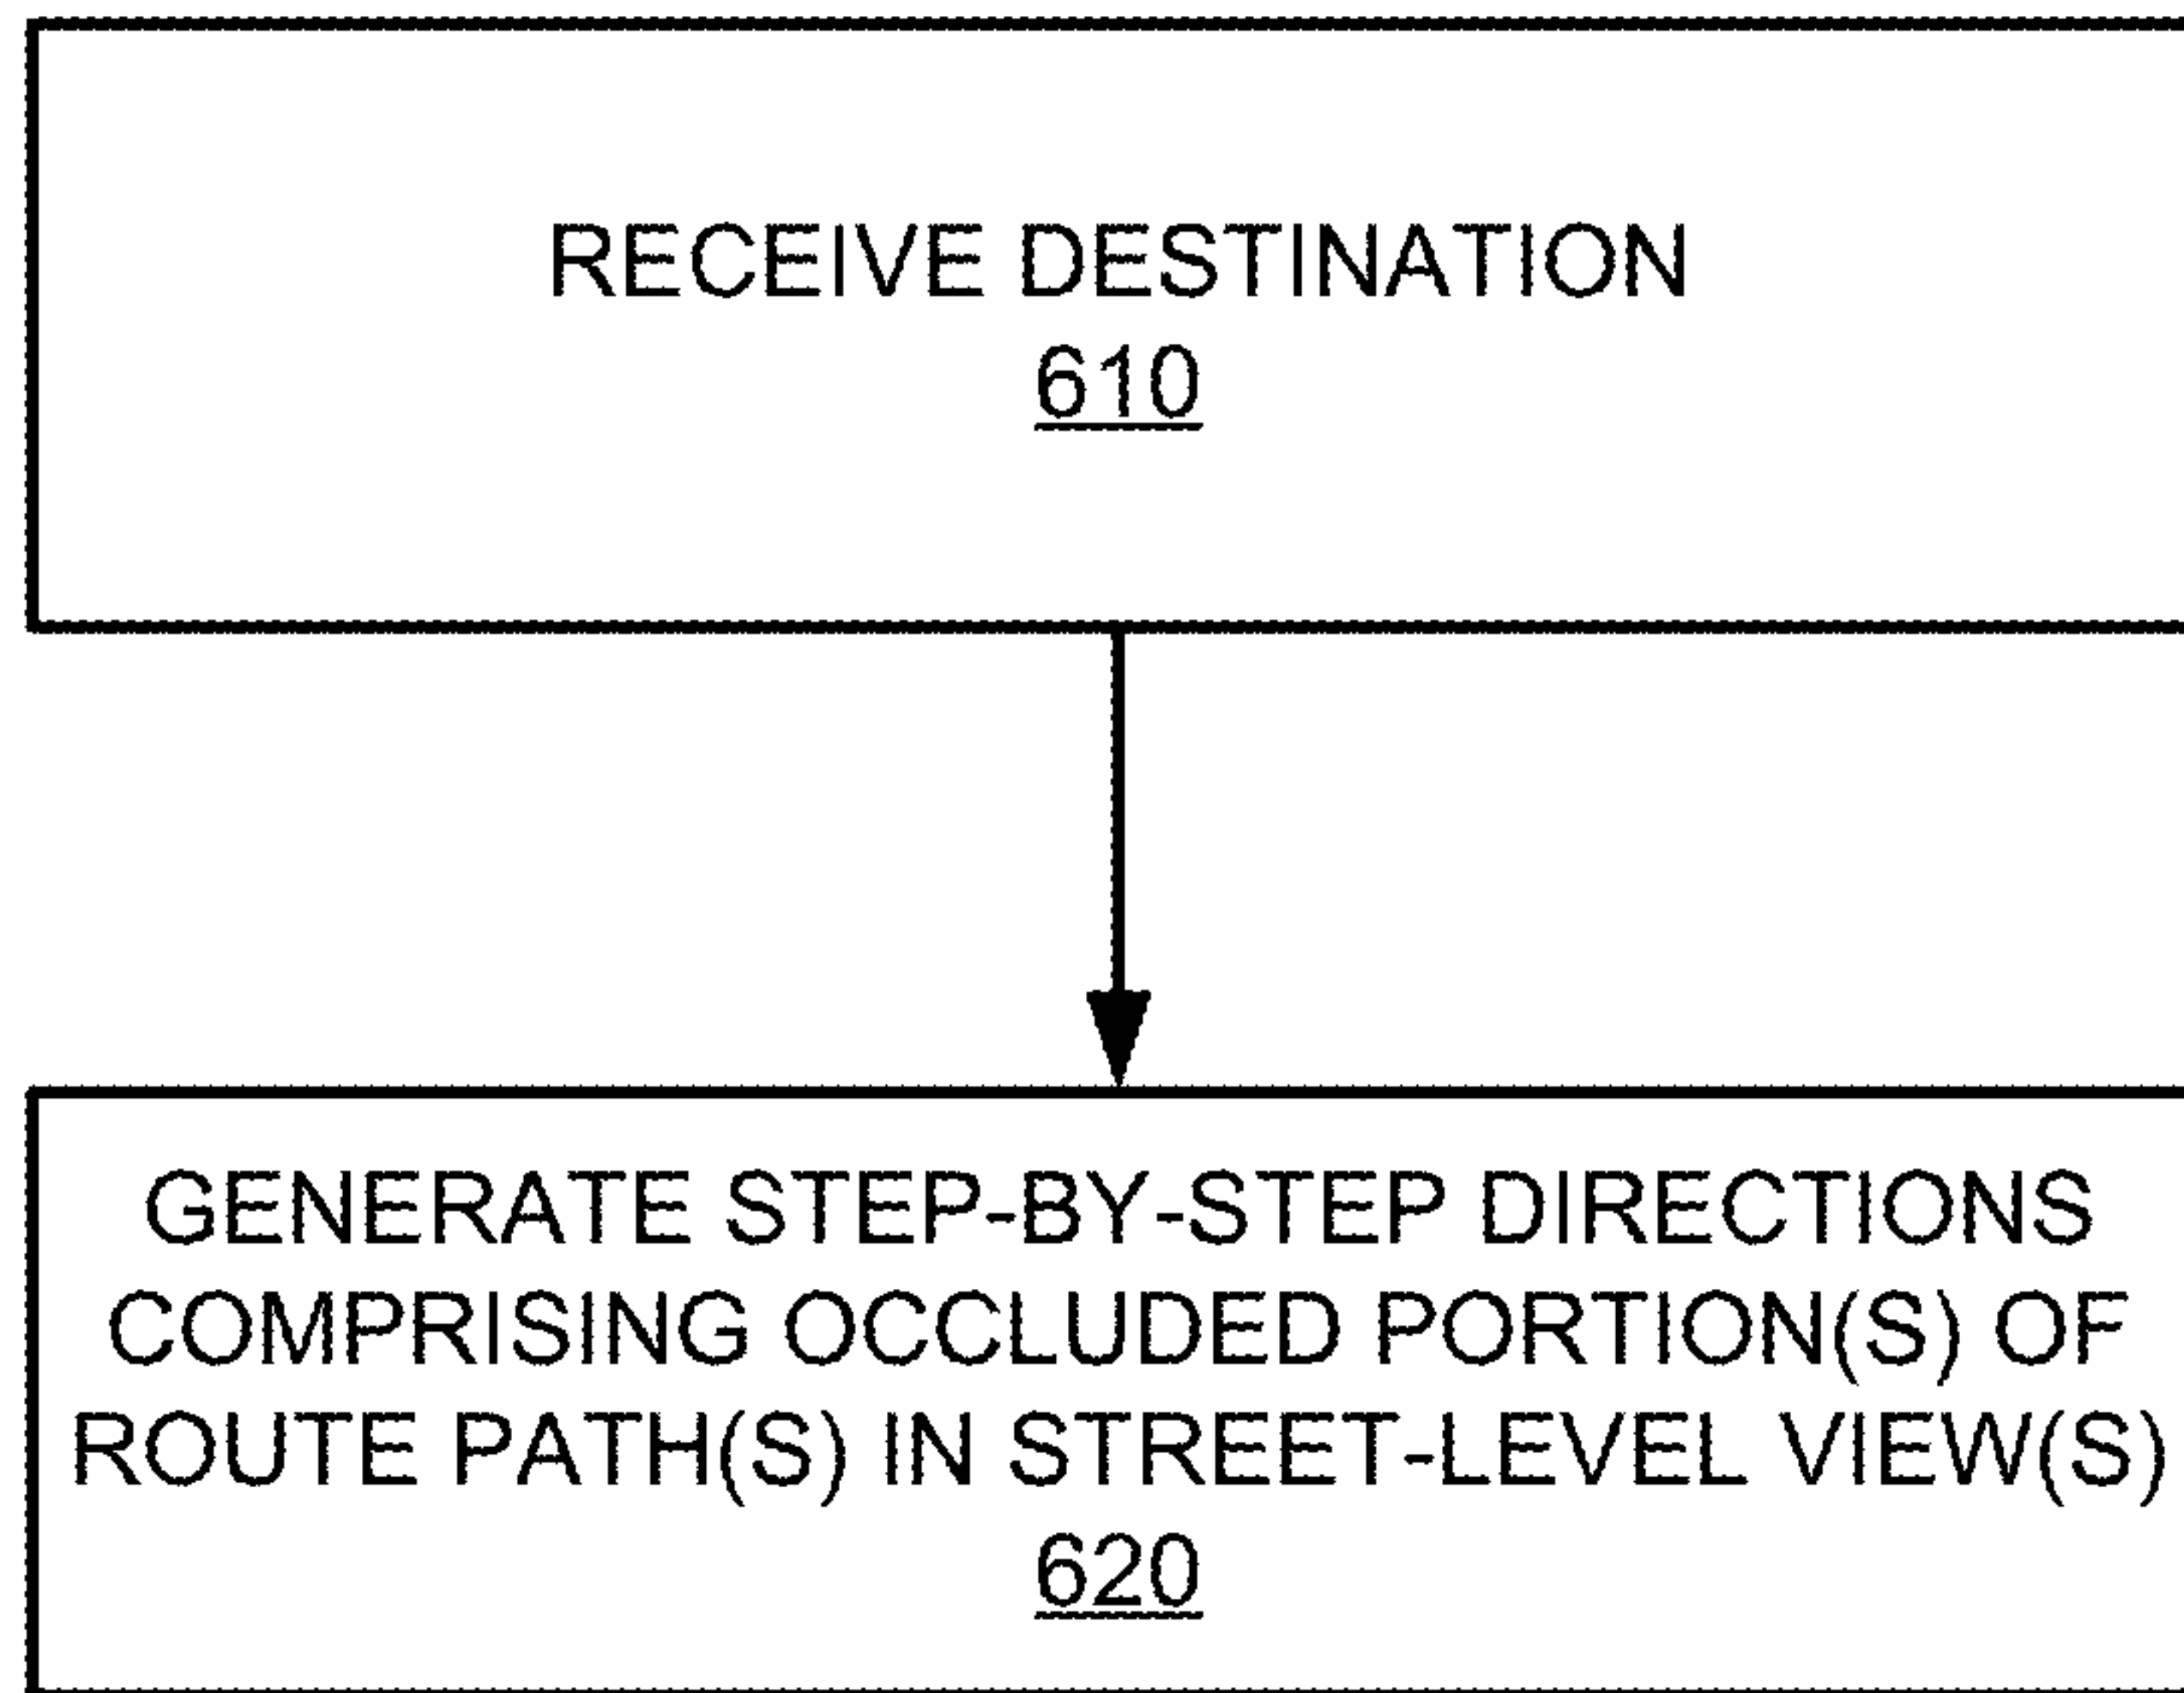 RECEIVE DESTINATION
610
GENERATE STEP-BY-STEP DIRECTIONS
COMPRISING OCCLUDED PORTION(S) OF
ROUTE PATH(S) IN STREET-LEVEL VIEW(S)
620